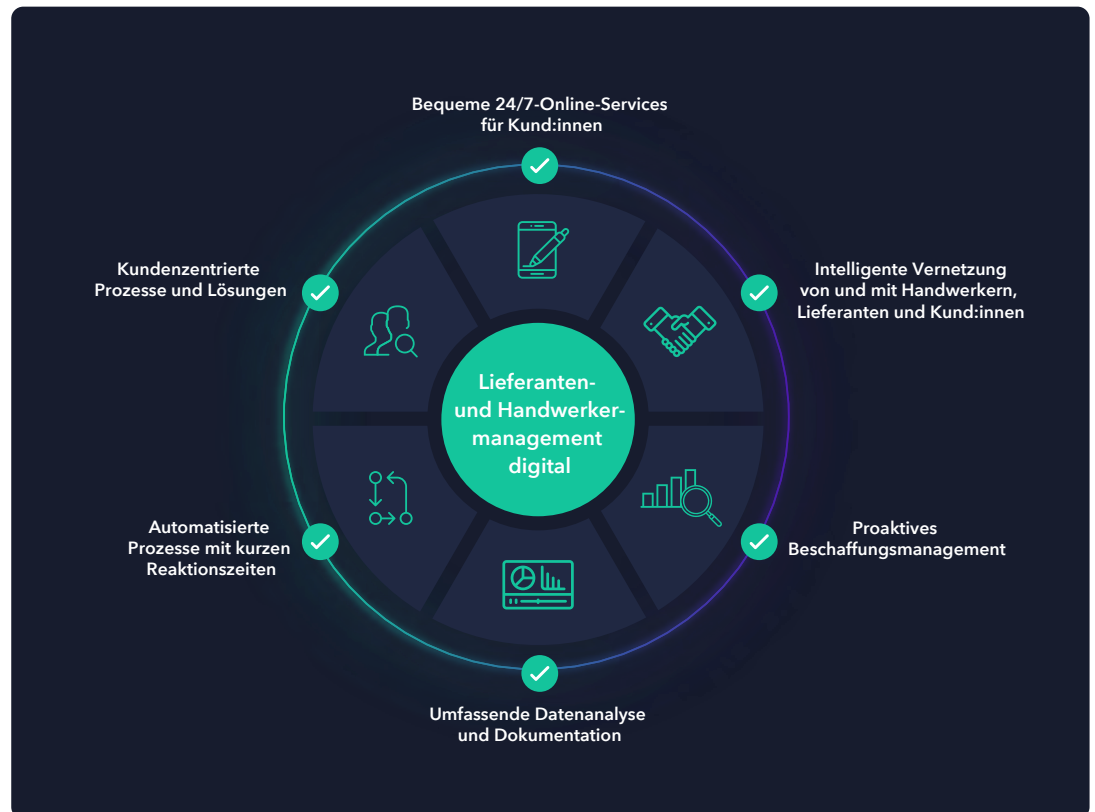 Bequeme 24/7-Online-Services
für Kund:innen
Kundenzentrierte
Prozesse und Lösungen
Intelligente Vernetzung
von und mit Handwerkern,
Lieferanten und Kund:innen
Lieferanten-
und Handwerker-
management
digital
Automatisierte
Prozesse mit kurzen
Reaktionszeiten
Proaktives
Beschaffungsmanagement
Umfassende Datenanalyse
und Dokumentation